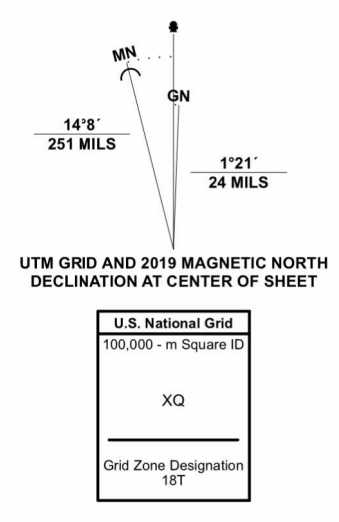 MN
GN
14°8´
251 MILS
1°21´
24 MILS
UTM GRID AND 2019 MAGNETIC NORTH
DECLINATION AT CENTER OF SHEET
U.S. National Grid
100,000 - m Square ID
XQ
Grid Zone Designation
18T